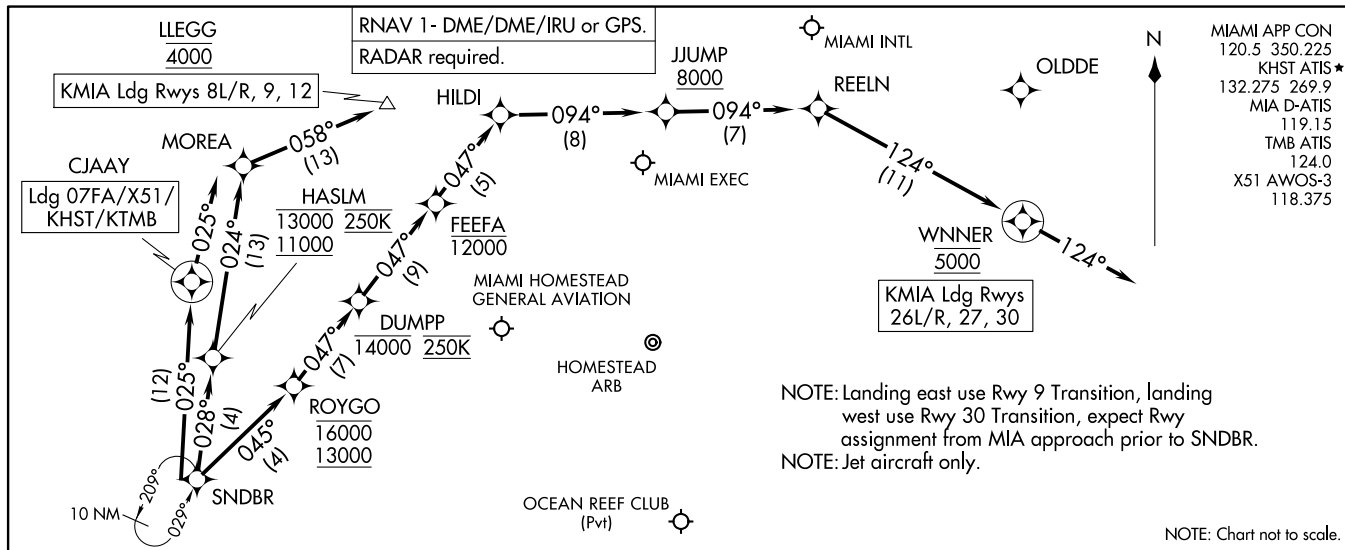 LLEGG
4000
KMIA Ldg Rwys 8L/R, 9, 12
RNAV 1- DME/DME/IRU or GPS.
RADAR required.
MIAMI INTL
MIAMI APP CON
120.5 350.225
KHST ATIS★
132.275 269.9
MIA D-ATIS
119.15
TMB ATIS
124.0
X51 AWOS-3
118.375
N
OLDDE
JJUMP
8000
REELN
HILDI
094°
(8)
094°
(7)
124°
(11)
MOREA
058°
(13)
CJAAY
Ldg 07FA/X51/
KHST/KTMB
025°
024°
(13)
HASLM
13000 250K
11000
047°
(5)
FEEFA
12000
MIAMI EXEC
WNNER
5000
124°
KMIA Ldg Rwys
26L/R, 27, 30
047°
(9)
MIAMI HOMESTEAD
GENERAL AVIATION
DUMPP
14000 250K
047°
(7)
HOMESTEAD
ARB
ROYGO
16000
13000
025°
(12)
028°
(4)
045°
(4)
SNDBR
10 NM
209°
029°
OCEAN REEF CLUB
(Pvt)
NOTE: Landing east use Rwy 9 Transition, landing
west use Rwy 30 Transition, expect Rwy
assignment from MIA approach prior to SNDBR.
NOTE: Jet aircraft only.
NOTE: Chart not to scale.